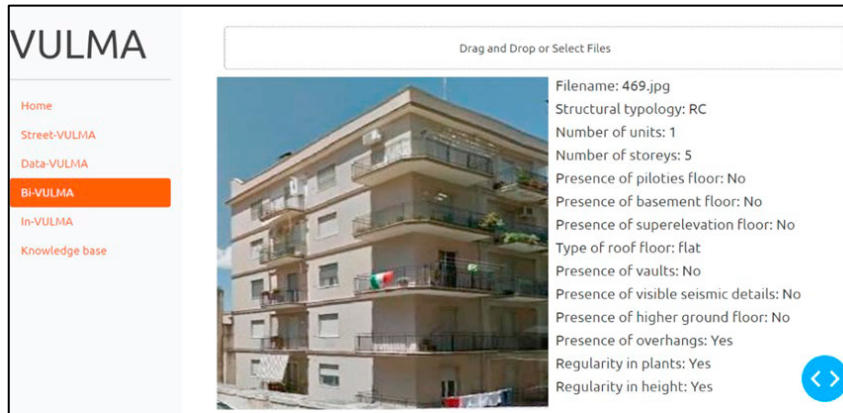 VULMA
Home
Street-VULMA
Data-VULMA
Bi-VULMA
In-VULMA
Knowledge base
Drag and Drop or Select Files
Filename: 469.jpg
Structural typology: RC
Number of units: 1
Number of storeys: 5
Presence of piloties floor: No
Presence of basement floor: No
Presence of superelevation floor: No
Type of roof floor: flat
Presence of vaults: No
Presence of visible seismic details: No
Presence of higher ground floor: No
Presence of overhangs: Yes
Regularity in plants: Yes
Regularity in height: Yes